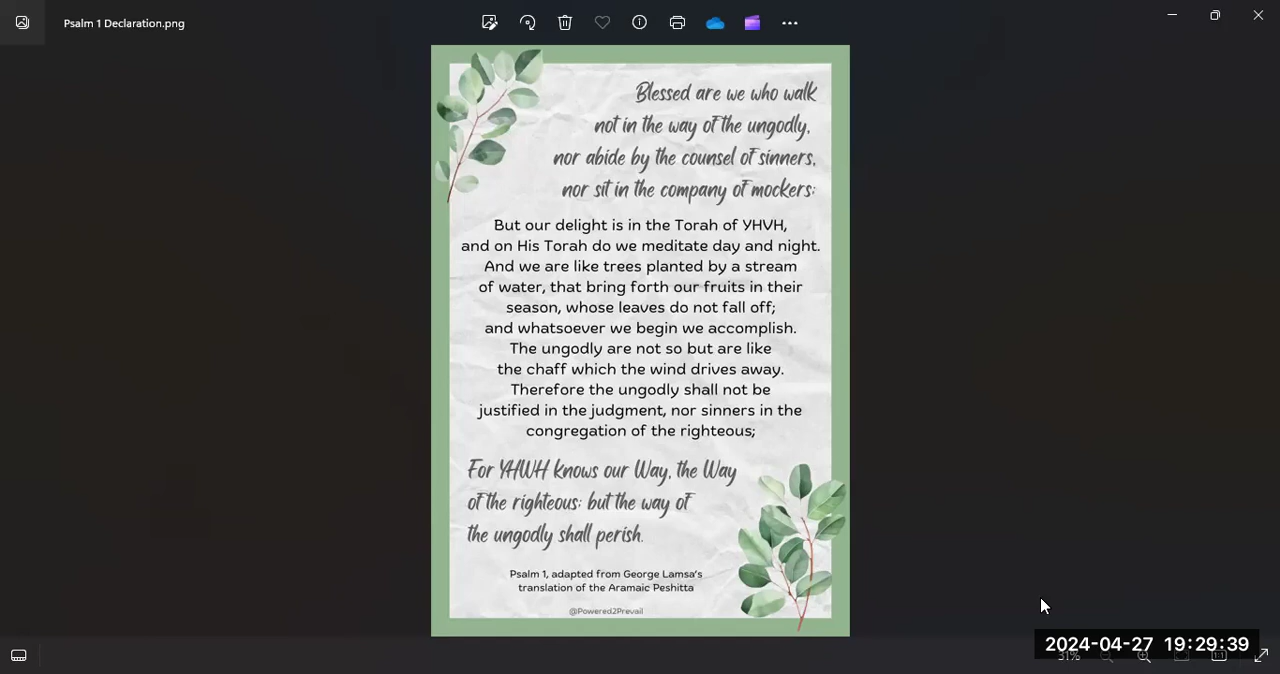 Psalm 1 Declaration.png
Blessed are we who walk
not in the way of the ungodly,
nor abide by the counsel of sinners,
nor sit in the company of mockers;
But our delight is in the Torah of YHVH,
and on His Torah do we meditate day and night.
And we are like trees planted by a stream
of water, that bring forth our fruits in their
season, whose leaves do not fall off;
and whatsoever we begin we accomplish.
The ungodly are not so but are like
the chaff which the wind drives away.
Therefore the ungodly shall not be
justified in the judgment, nor sinners in the
congregation of the righteous;
For YHWH knows our Way, the Way
of the righteous: but the way of
the ungodly shall perish.
Psalm 1, adapted from George Lamsa's
translation of the Aramaic Peshitta
@Powered2Prevail
2024-04-27 19:29:39
31%